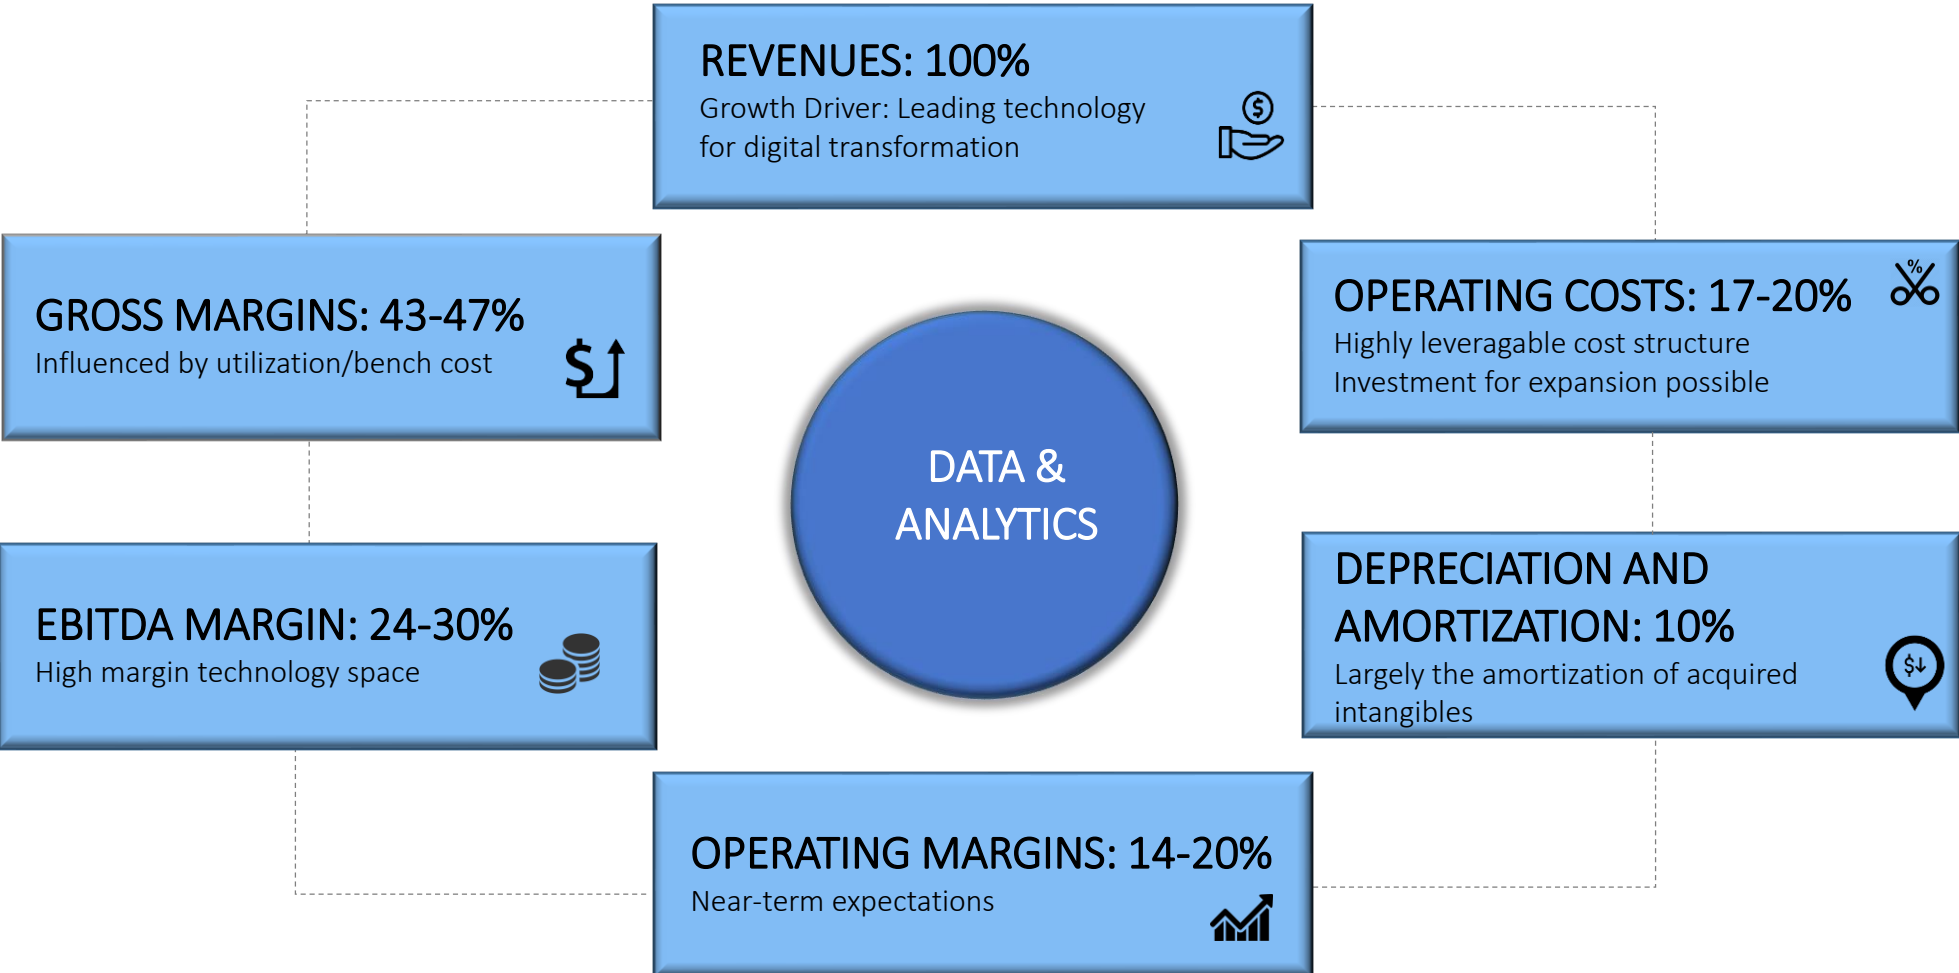 REVENUES: 100%
Growth Driver: Leading technology
for digital transformation
$
GROSS MARGINS: 43-47%
Influenced by utilization/bench cost
$
%
OPERATING COSTS: 17-20%
Highly leveragable cost structure
Investment for expansion possible
DATA &
ANALYTICS
EBITDA MARGIN: 24-30%
High margin technology space
DEPRECIATION AND
AMORTIZATION: 10%
Largely the amortization of acquired
intangibles
$
OPERATING MARGINS: 14-20%
Near-term expectations